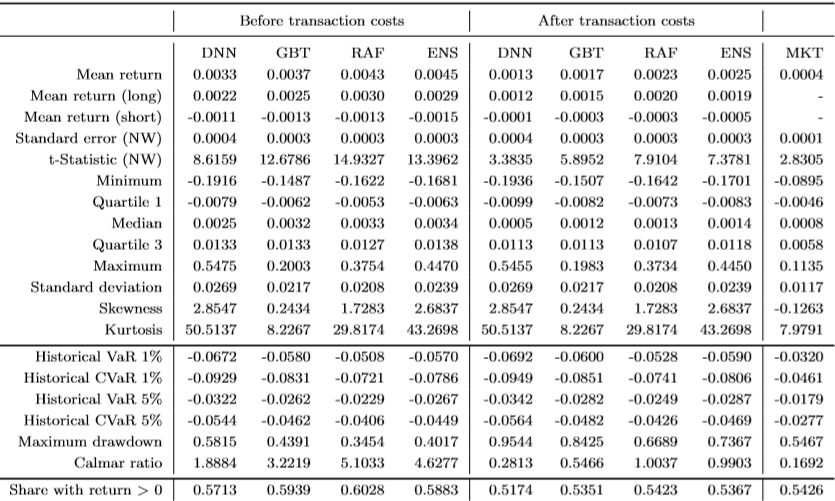 Before transaction costs After transaction costs
DNN GBT RAF ENS DNN GBT RAF ENS MKT
Mean return 0.0033 0.0037 0.0043 0.0045 0.0013 0.0017 0.0023 0.0025 0.0004
Mean return (long) 0.0022 0.0025 0.0030 0.0029 0.0012 0.0015 0.0020 0.0019 -
Mean return (short) -0.0011 -0.0013 -0.0013 -0.0015 -0.0001 -0.0003 -0.0003 -0.0005 -
Standard error (NW) 0.0004 0.0003 0.0003 0.0003 0.0004 0.0003 0.0003 0.0003 0.0001
t-Statistic (NW) 8.6159 12.6786 14.9327 13.3962 3.3835 5.8952 7.9104 7.3781 2.8305
Minimum -0.1916 -0.1487 -0.1622 -0.1681 -0.1936 -0.1507 -0.1642 -0.1701 -0.0895
Quartile 1 -0.0079 -0.0062 -0.0053 -0.0063 -0.0099 -0.0082 -0.0073 -0.0083 -0.0046
Median 0.0025 0.0032 0.0033 0.0034 0.0005 0.0012 0.0013 0.0014 0.0008
Quartile 3 0.0133 0.0133 0.0127 0.0138 0.0113 0.0113 0.0107 0.0118 0.0058
Maximum 0.5475 0.2003 0.3754 0.4470 0.5455 0.1983 0.3734 0.4450 0.1135
Standard deviation 0.0269 0.0217 0.0208 0.0239 0.0269 0.0217 0.0208 0.0239 0.0117
Skewness 2.8547 0.2434 1.7283 2.6837 2.8547 0.2434 1.7283 2.6837 -0.1263
Kurtosis 50.5137 8.2267 29.8174 43.2698 50.5137 8.2267 29.8174 43.2698 7.9791
Historical VaR 1% -0.0672 -0.0580 -0.0508 -0.0570 -0.0692 -0.0600 -0.0528 -0.0590 -0.0320
Historical CVaR 1% -0.0929 -0.0831 -0.0721 -0.0786 -0.0949 -0.0851 -0.0741 -0.0806 -0.0461
Historical VaR 5% -0.0322 -0.0262 -0.0229 -0.0267 -0.0342 -0.0282 -0.0249 -0.0287 -0.0179
Historical CVaR 5% -0.0544 -0.0462 -0.0406 -0.0449 -0.0564 -0.0482 -0.0426 -0.0469 -0.0277
Maximum drawdown 0.5815 0.4391 0.3454 0.4017 0.9544 0.8425 0.6689 0.7367 0.5467
Calmar ratio 1.8884 3.2219 5.1033 4.6277 0.2813 0.5466 1.0037 0.9903 0.1692
Share with return > 0 0.5713 0.5939 0.6028 0.5883 0.5174 0.5351 0.5423 0.5367 0.5426